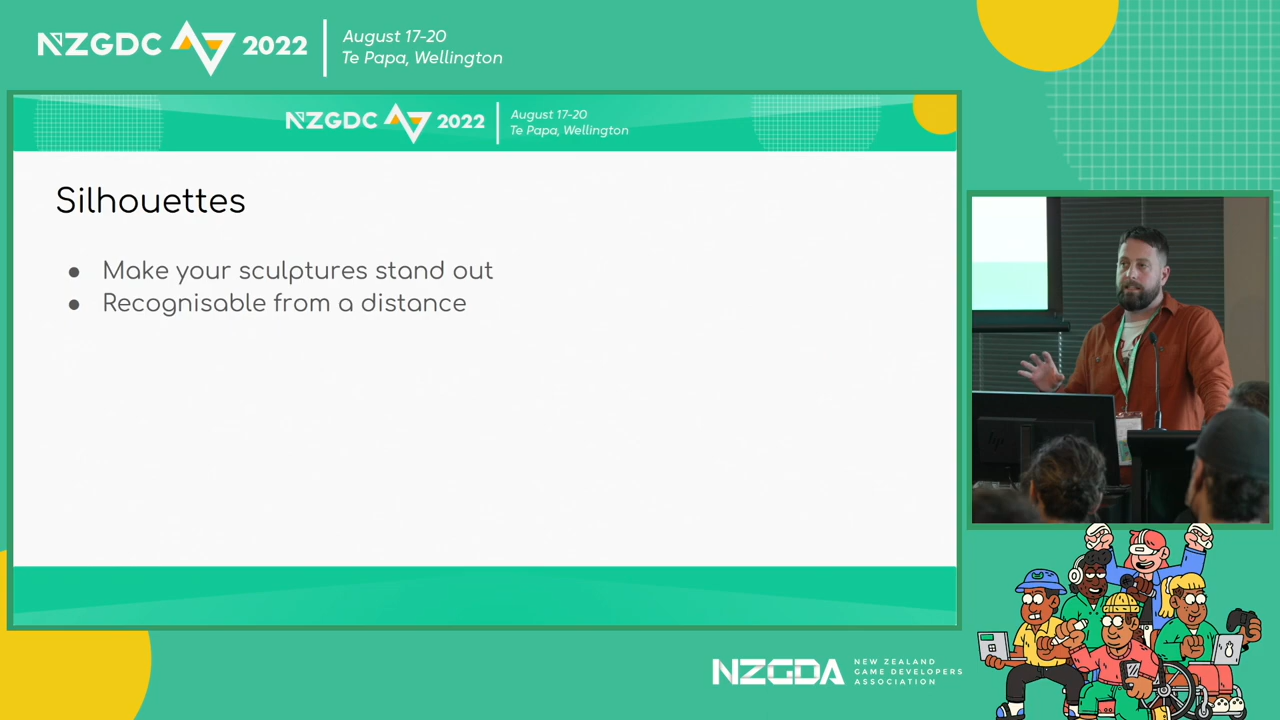 NZGDC 2022
August 17-20
Te Papa, Wellington
NZGDC 2022
August 17-20
Te Papa, Wellington
Silhouettes
● Make your sculptures stand out
● Recognisable from a distance
hp
NZGDA
NEW ZEALAND
GAME DEVELOPERS
ASSOCIATION